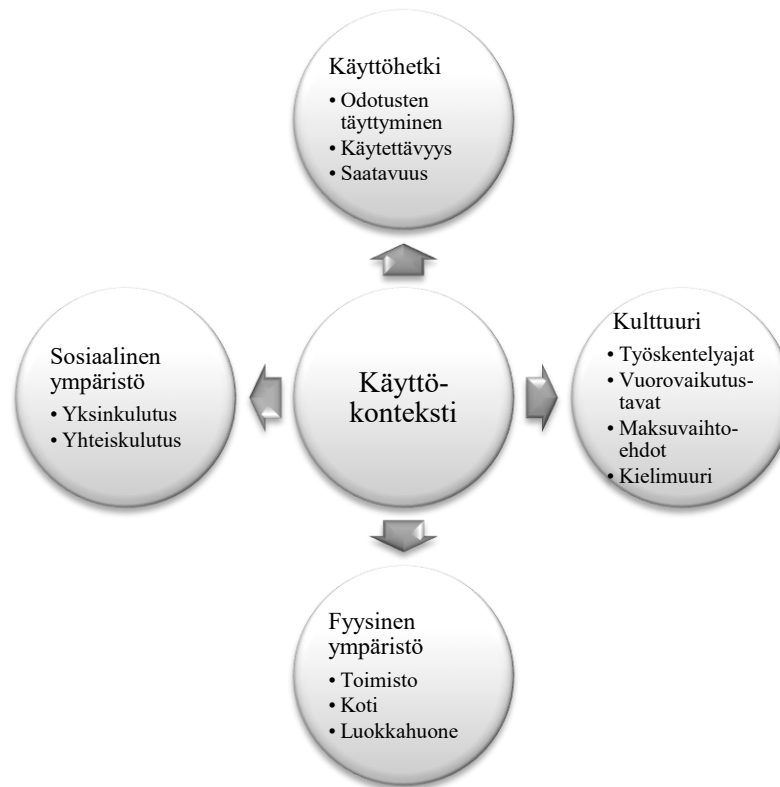 Käyttöhetki
• Odotusten
täyttyminen
• Käytettävyys
• Saatavuus
Sosiaalinen
ympäristö
• Yksinkulutus
• Yhteiskulutus
Käyttö-
konteksti
Kulttuuri
• Työskentelyajat
• Vuorovaikutus-
tavat
• Maksuvaihto-
ehdot
• Kielimuuri
Fyysinen
ympäristö
• Toimisto
• Koti
• Luokkahuone